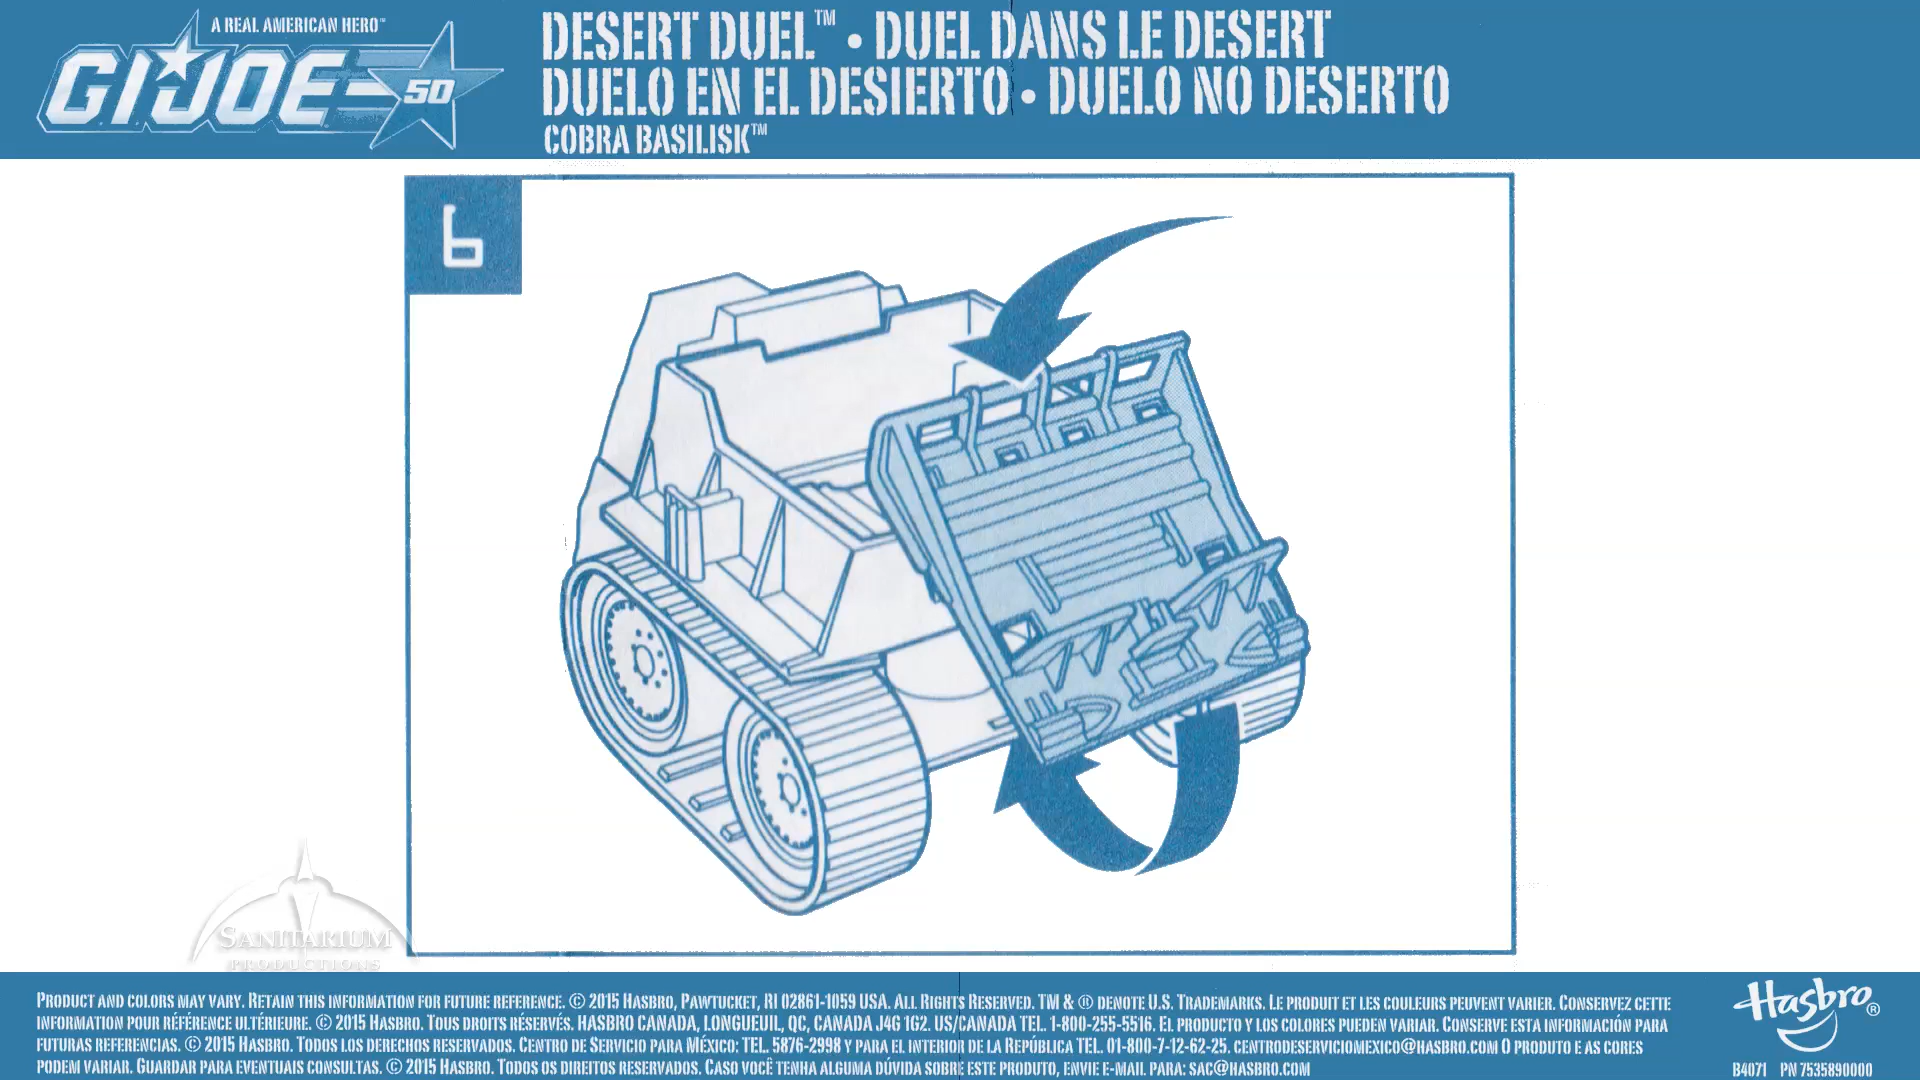 A REAL AMERICAN HERO™
G.I. JOE 50
DESERT DUEL™ • DUEL DANS LE DESERT
DUELO EN EL DESIERTO • DUELO NO DESERTO
COBRA BASILISK™
6
SANITARIUM
PRODUCTIONS
PRODUCT AND COLORS MAY VARY. RETAIN THIS INFORMATION FOR FUTURE REFERENCE. © 2015 HASBRO, PAWTUCKET, RI 02861-1059 USA. ALL RIGHTS RESERVED. TM & ® DENOTE U.S. TRADEMARKS. LE PRODUIT ET LES COULEURS PEUVENT VARIER. CONSERVEZ CETTE
INFORMATION POUR RÉFÉRENCE ULTÉRIEURE. © 2015 HASBRO. TOUS DROITS RÉSERVÉS. HASBRO CANADA, LONGUEUIL, QC, CANADA J4G 1G2. US/CANADA TEL. 1-800-255-5516. EL PRODUCTO Y LOS COLORES PUEDEN VARIAR. CONSERVE ESTA INFORMACIÓN PARA
FUTURAS REFERENCIAS. © 2015 HASBRO. TODOS LOS DERECHOS RESERVADOS. CENTRO DE SERVICIO PARA MÉXICO: TEL. 5876-2998 Y PARA EL INTERIOR DE LA REPÚBLICA TEL. 01-800-7-12-62-25. CENTRODESERVICIOMEXICO@HASBRO.COM O PRODUTO E AS CORES
PODEM VARIAR. GUARDAR PARA EVENTUAIS CONSULTAS. © 2015 HASBRO. TODOS OS DIREITOS RESERVADOS. CASO VOCÊ TENHA ALGUMA DÚVIDA SOBRE ESTE PRODUTO, ENVIE E-MAIL PARA: SAC@HASBRO.COM
Hasbro®
B4071 PN 7535890000